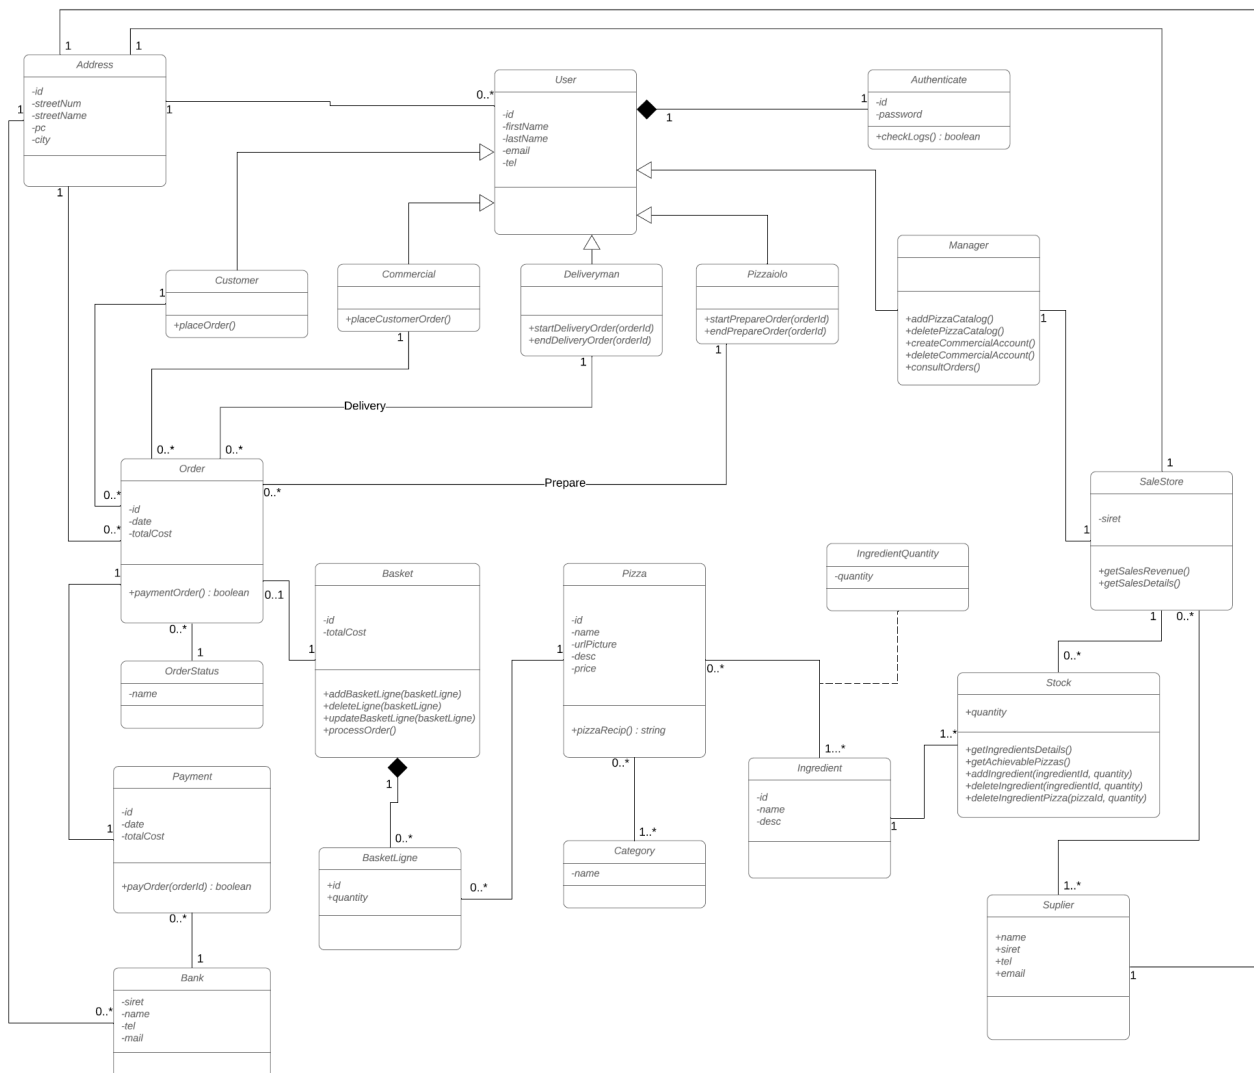 1
1
Address
-id
-streetNum
-streetName
-pc
-city
1
1
1
0..*
User
-id
-firstName
-lastName
-email
-tel
1
1
Authenticate
-id
-password
+checkLogs() : boolean
Customer
+placeOrder()
1
Commercial
+placeCustomerOrder()
1
Deliveryman
+startDeliveryOrder(orderId)
+endDeliveryOrder(orderId)
1
Pizzaiolo
+startPrepareOrder(orderId)
+endPrepareOrder(orderId)
1
Manager
+addPizzaCatalog()
+deletePizzaCatalog()
+createCommercialAccount()
+deleteCommercialAccount()
+consultOrders()
1
Delivery
0..*
0..*
Prepare
0..*
0..*
0..*
Order
-id
-date
-totalCost
+paymentOrder() : boolean
1
0..1
0..*
1
OrderStatus
-name
1
Basket
-id
-totalCost
+addBasketLigne(basketLigne)
+deleteLigne(basketLigne)
+updateBasketLigne(basketLigne)
+processOrder()
1
1
Pizza
-id
-name
-urlPicture
-desc
-price
+pizzaRecip() : string
0..*
0..*
IngredientQuantity
-quantity
1
1
SaleStore
-siret
+getSalesRevenue()
+getSalesDetails()
1
0..*
0..*
Stock
+quantity
+getIngredientsDetails()
+getAchievablePizzas()
+addIngredient(ingredientId, quantity)
+deleteIngredient(ingredientId, quantity)
+deleteIngredientPizza(pizzaId, quantity)
1..*
1...*
Ingredient
-id
-name
-desc
1
Payment
-id
-date
-totalCost
+payOrder(orderId) : boolean
1
0..*
0..*
BasketLigne
+id
+quantity
0..*
1..*
Category
-name
1..*
Suplier
+name
+siret
+tel
+email
1
1
Bank
-siret
-name
-tel
-mail
0..*